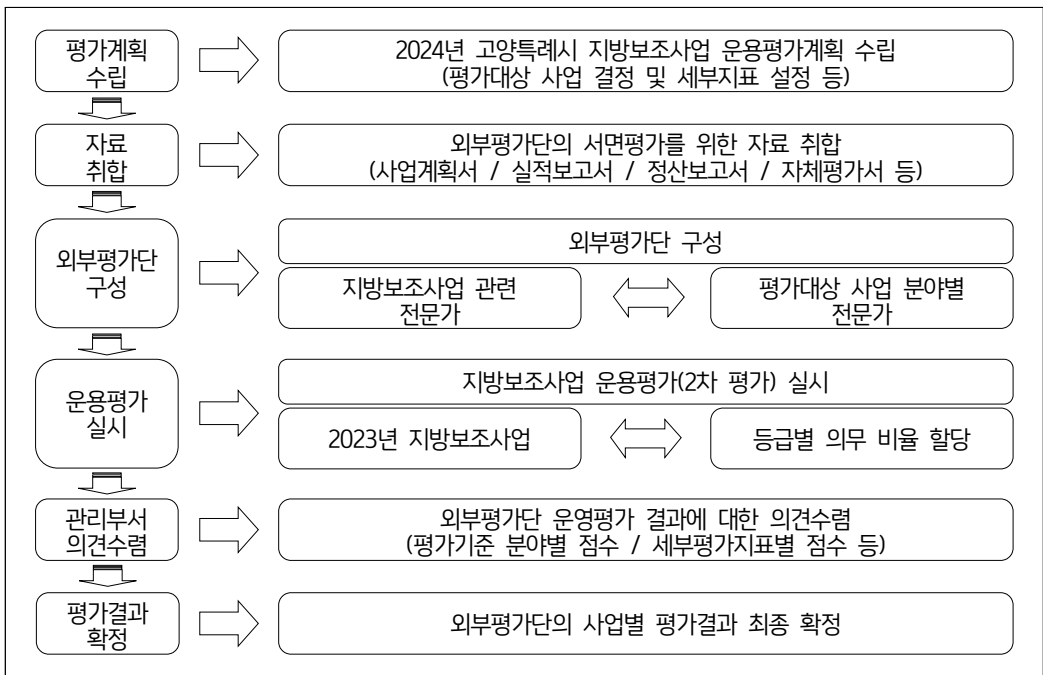 평가계획
수립
2024년 고양특례시 지방보조사업 운용평가계획 수립
(평가대상 사업 결정 및 세부지표 설정 등)
자료
취합
외부평가단의 서면평가를 위한 자료 취합
(사업계획서 / 실적보고서 / 정산보고서 / 자체평가서 등)
외부평가단
구성
외부평가단 구성
지방보조사업 관련
전문가
평가대상 사업 분야별
전문가
운용평가
실시
지방보조사업 운용평가(2차 평가) 실시
2023년 지방보조사업
등급별 의무 비율 할당
관리부서
의견수렴
외부평가단 운영평가 결과에 대한 의견수렴
(평가기준 분야별 점수 / 세부평가지표별 점수 등)
평가결과
확정
외부평가단의 사업별 평가결과 최종 확정